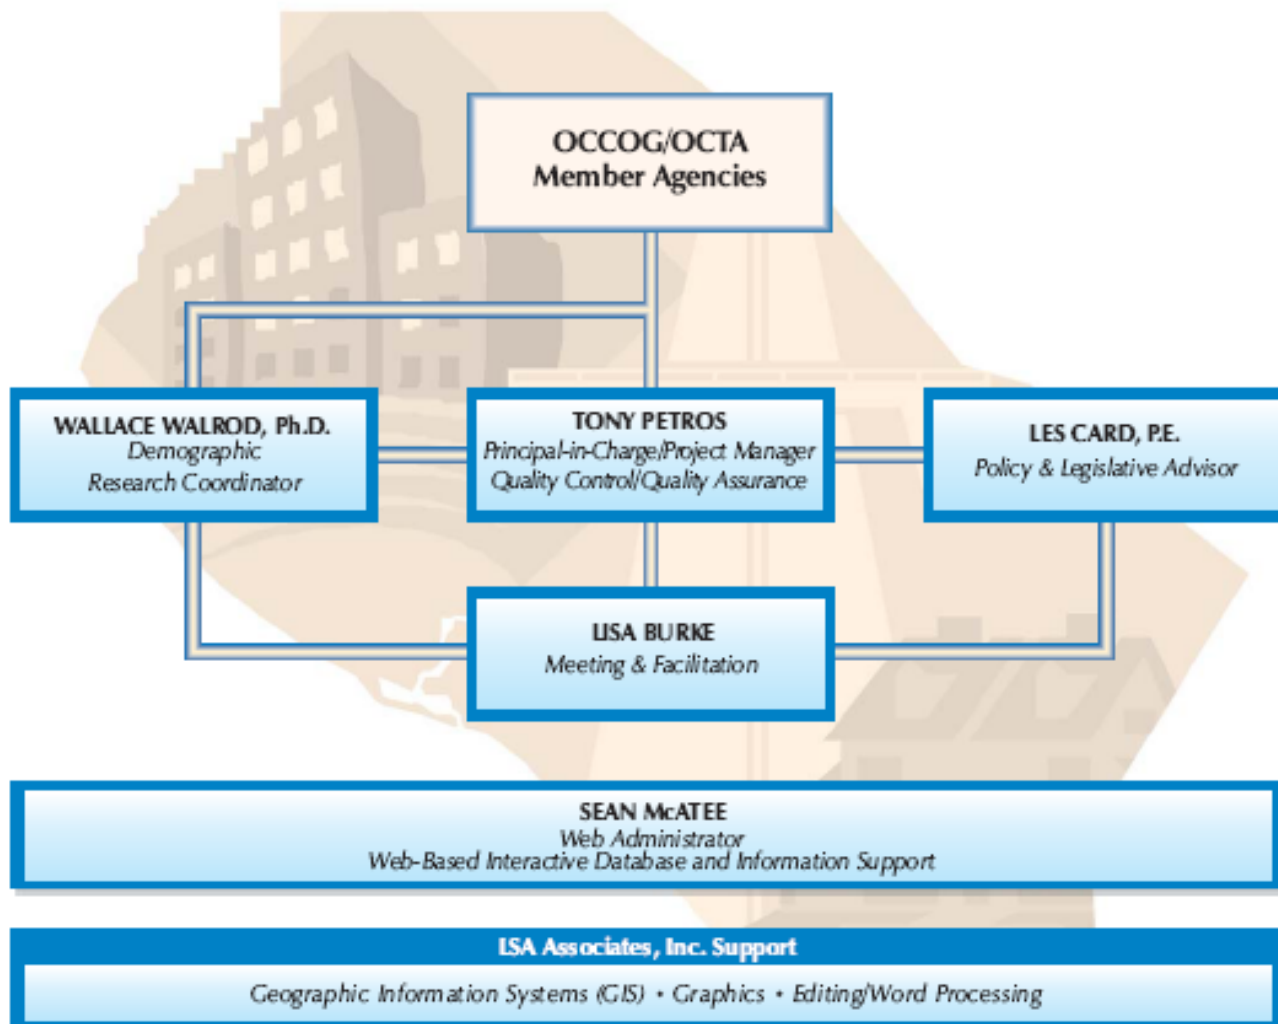 OCCOG/OCTA
Member Agencies
WALLACE WALROD, Ph.D.
Demographic
Research Coordinator
TONY PETROS
Principal-in-Charge/Project Manager
Quality Control/Quality Assurance
LES CARD, P.E.
Policy & Legislative Advisor
LISA BURKE
Meeting & Facilitation
SEAN McATEE
Web Administrator
Web-Based Interactive Database and Information Support
LSA Associates, Inc. Support
Geographic Information Systems (GIS) • Graphics • Editing/Word Processing